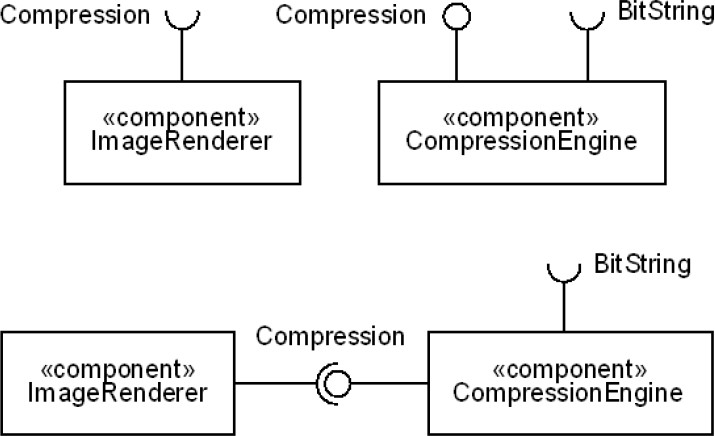 Compression
Compression
BitString
«component»
ImageRenderer
«component»
CompressionEngine
BitString
Compression
«component»
ImageRenderer
«component»
CompressionEngine